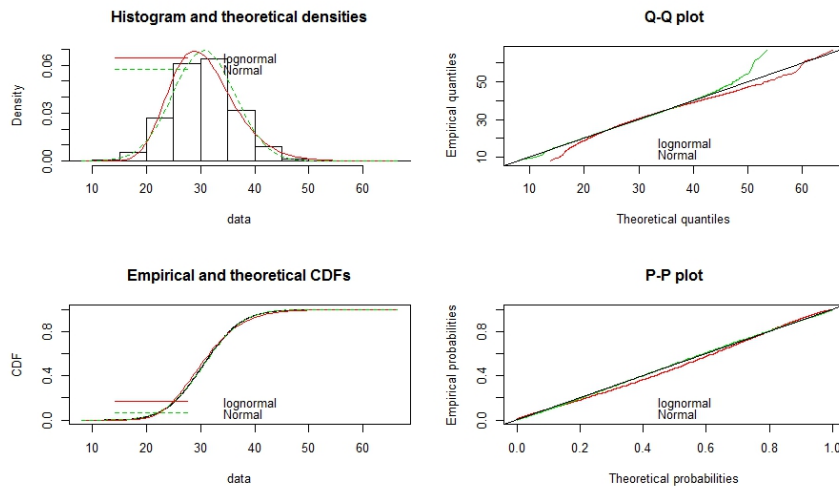 Histogram and theoretical densities
lognormal
Normal
Density
0.00
0.03
0.06
10 20 30 40 50 60
data
Q-Q plot
Empirical quantiles
10
30
50
lognormal
Normal
10 20 30 40 50 60
Theoretical quantiles
Empirical and theoretical CDFs
CDF
0.0
0.4
0.8
lognormal
Normal
10 20 30 40 50 60
data
P-P plot
Empirical probabilities
0.0
0.4
0.8
lognormal
Normal
0.0 0.2 0.4 0.6 0.8 1.0
Theoretical probabilities